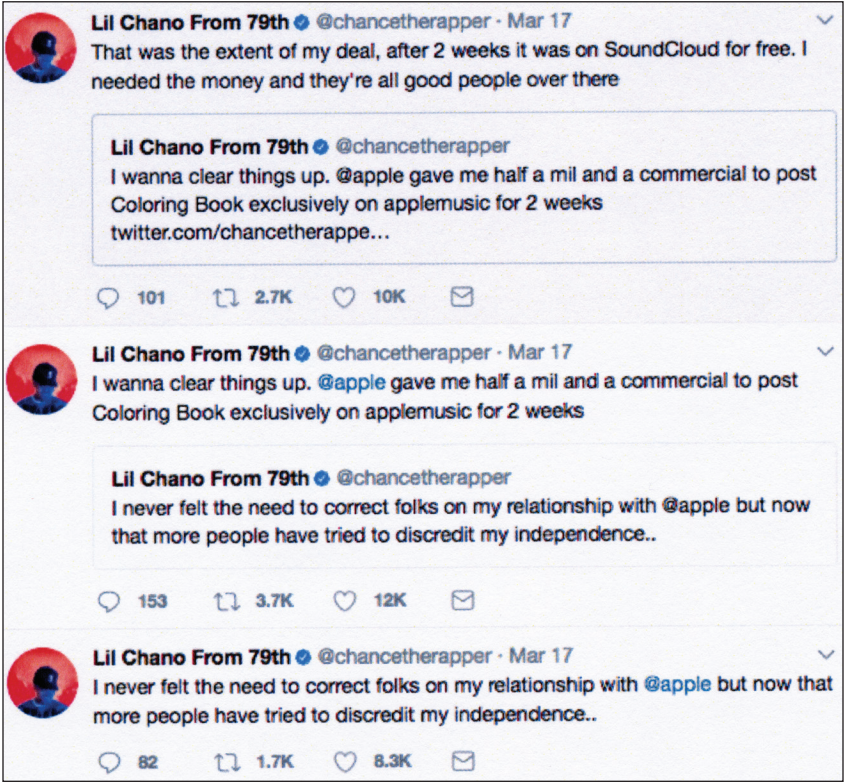 Lil Chano From 79th @chancetherapper · Mar 17
That was the extent of my deal, after 2 weeks it was on SoundCloud for free. I
needed the money and they're all good people over there
Lil Chano From 79th @chancetherapper
I wanna clear things up. @apple gave me half a mil and a commercial to post
Coloring Book exclusively on applemusic for 2 weeks
twitter.com/chancetherappe...
101 2.7K 10K
Lil Chano From 79th @chancetherapper · Mar 17
I wanna clear things up. @apple gave me half a mil and a commercial to post
Coloring Book exclusively on applemusic for 2 weeks
Lil Chano From 79th @chancetherapper
I never felt the need to correct folks on my relationship with @apple but now
that more people have tried to discredit my independence..
153 3.7K 12K
Lil Chano From 79th @chancetherapper · Mar 17
I never felt the need to correct folks on my relationship with @apple but now that
more people have tried to discredit my independence..
82 1.7K 8.3K